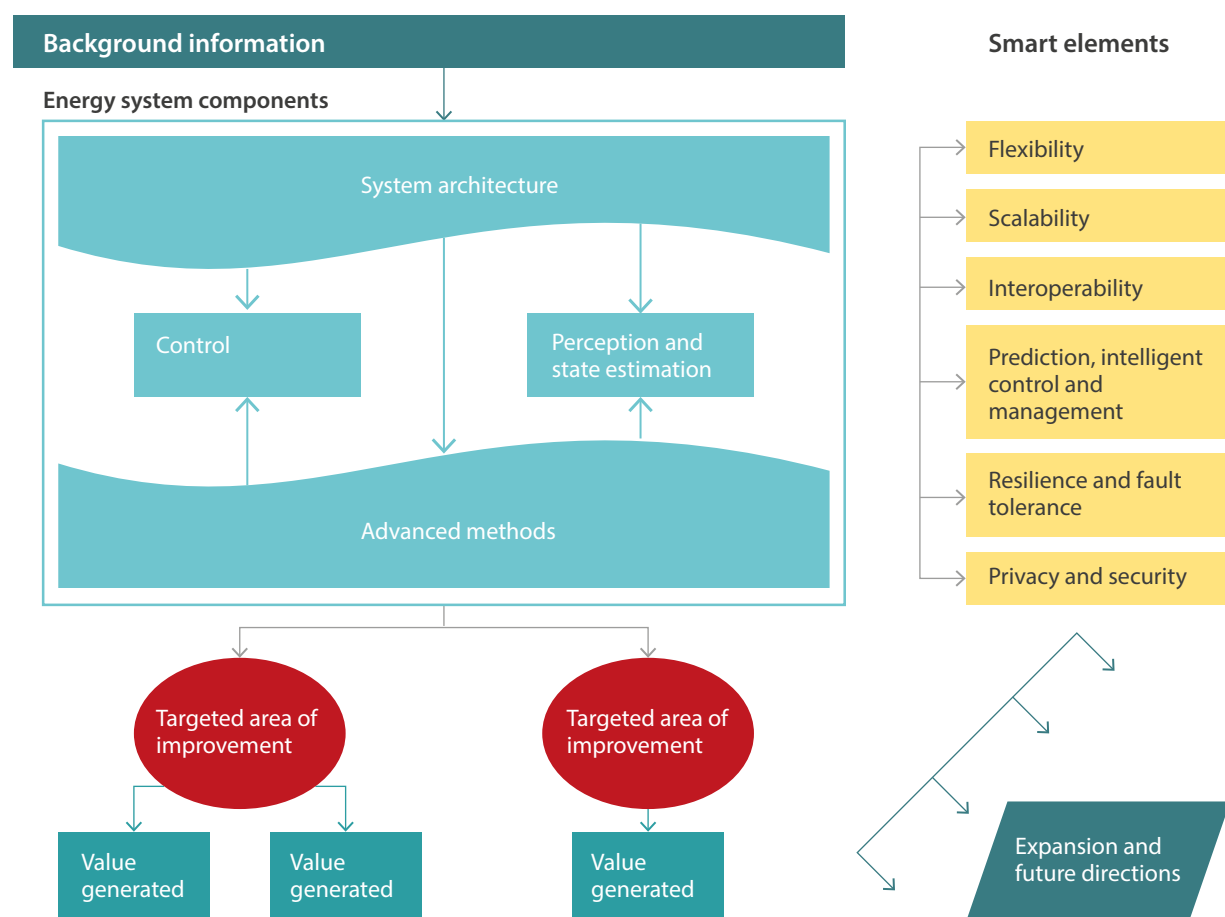 Background information
Smart elements
Energy system components
System architecture
Control
Perception and
state estimation
Advanced methods
Flexibility
Scalability
Interoperability
Prediction, intelligent
control and
management
Resilience and fault
tolerance
Privacy and security
Targeted area of
improvement
Targeted area of
improvement
Value
generated
Value
generated
Value
generated
Expansion and
future directions